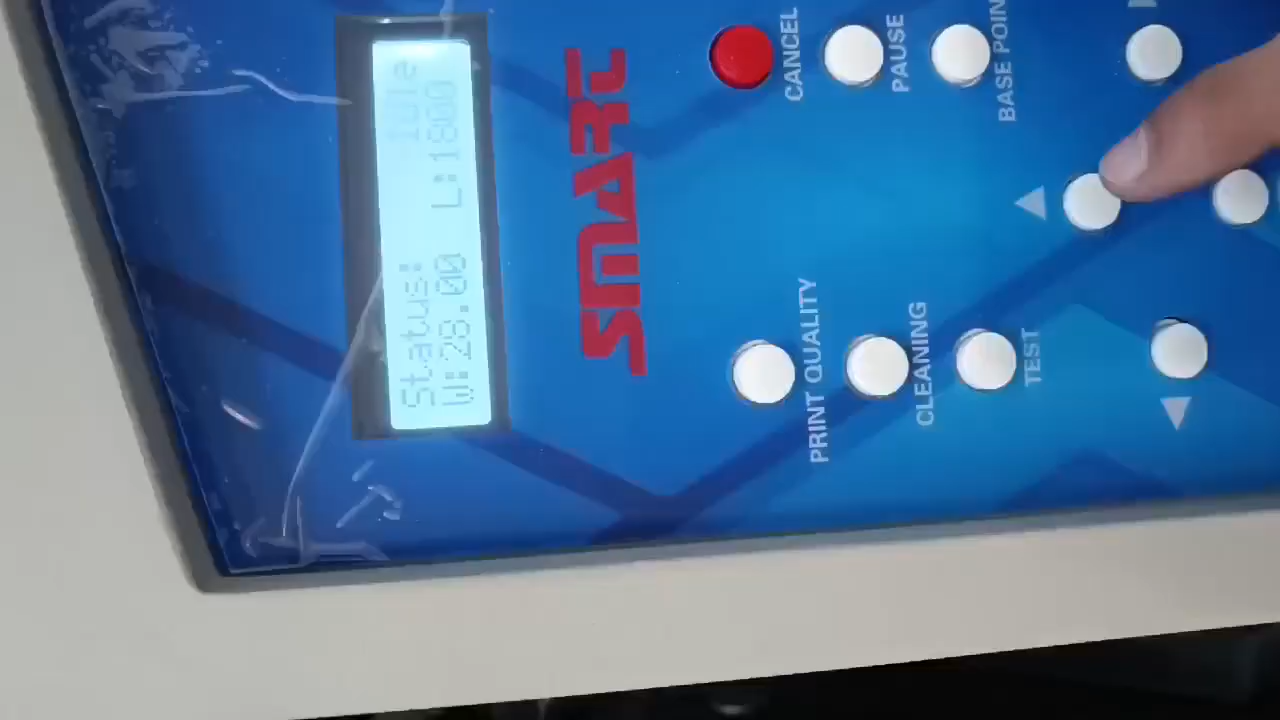 Status: Idle
W:28.00 L:1800
SMART
PRINT QUALITY
CANCEL
CLEANING
PAUSE
TEST
BASE POIN